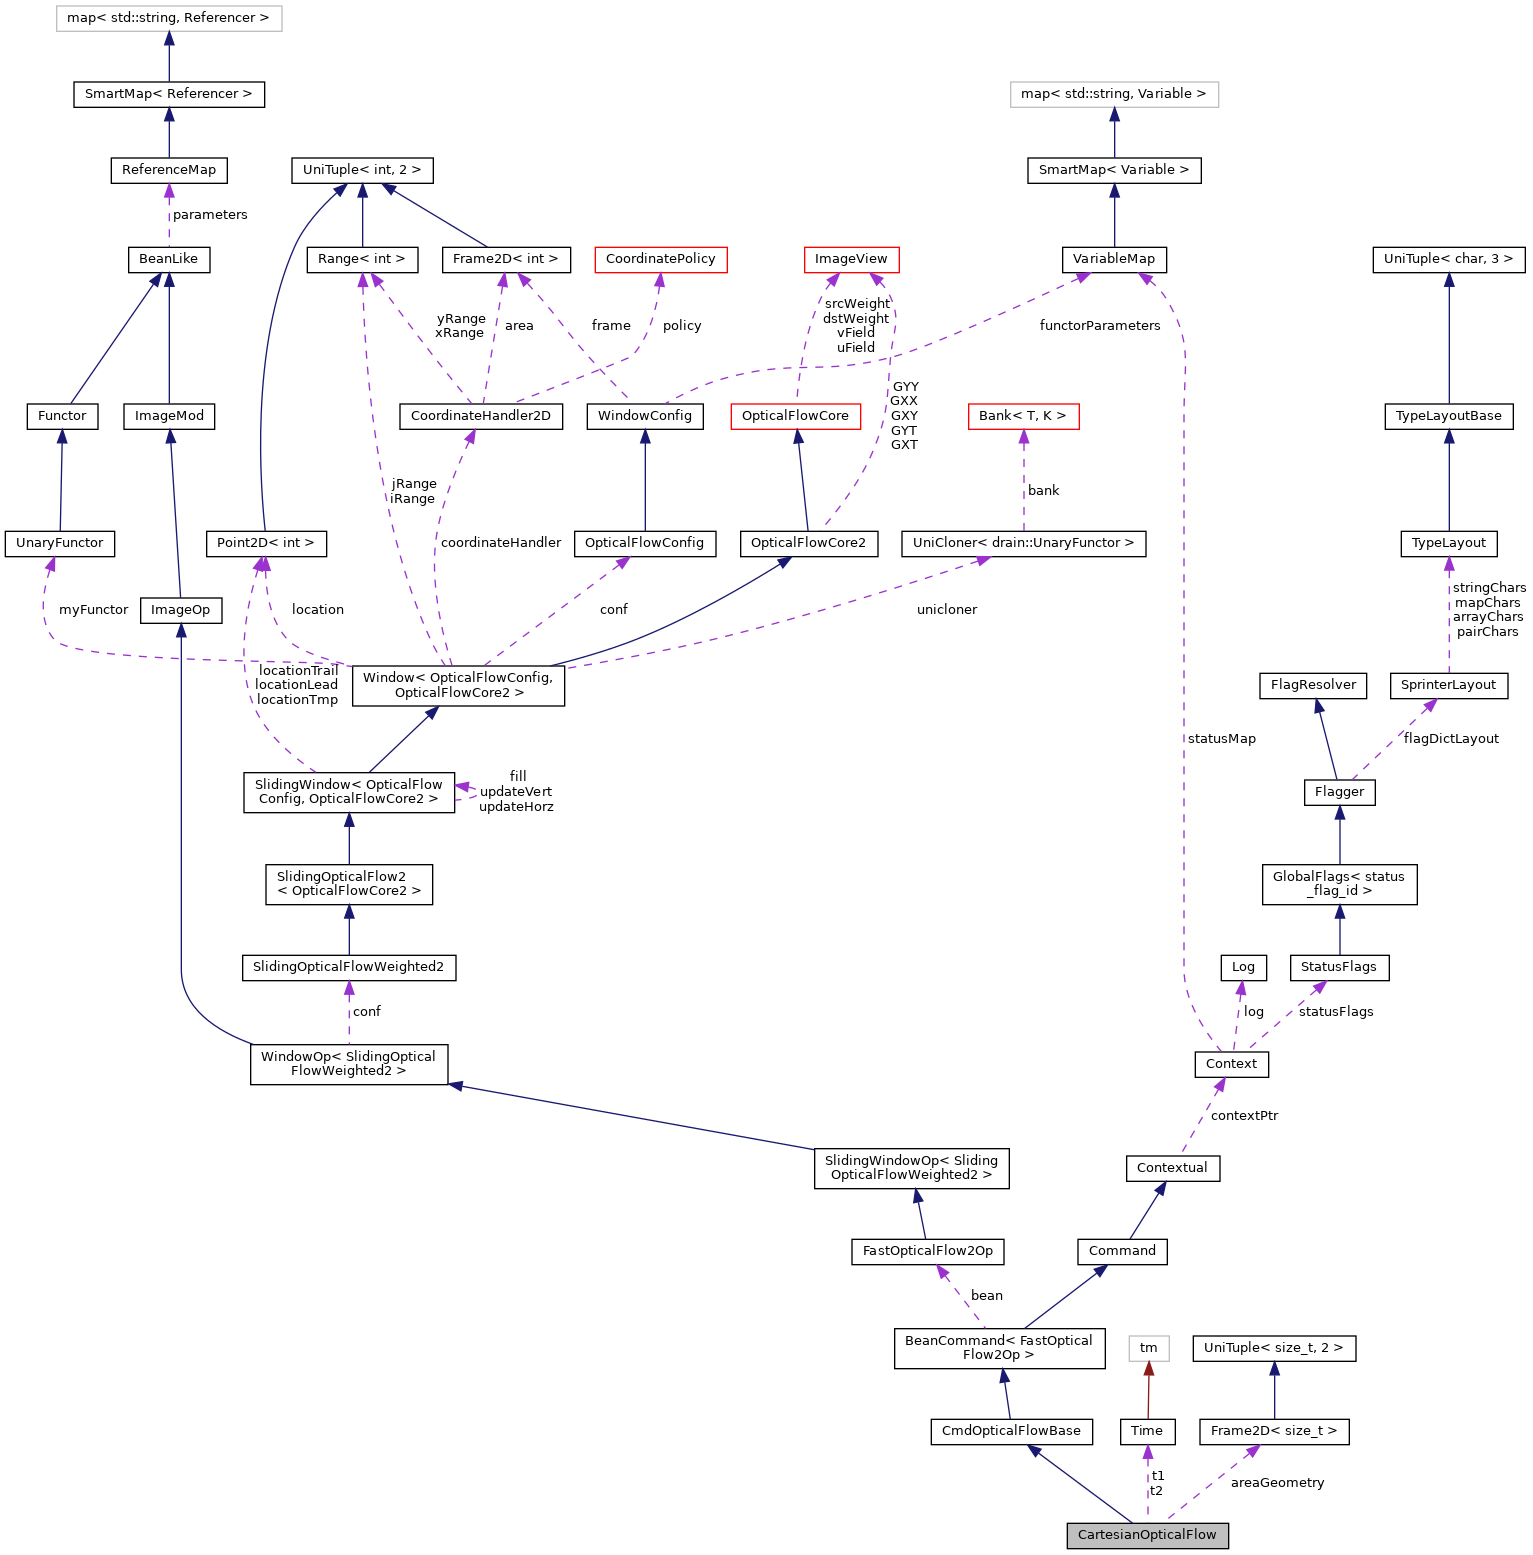 map< std::string, Referencer >
SmartMap< Referencer >
map< std::string, Variable >
ReferenceMap
UniTuple< int, 2 >
SmartMap< Variable >
parameters
BeanLike
Range< int >
Frame2D< int >
CoordinatePolicy
ImageView
VariableMap
UniTuple< char, 3 >
yRange
xRange
area
frame
policy
srcWeight
dstWeight
vField
uField
functorParameters
GYY
GXX
GXY
GYT
GXT
Functor
ImageMod
CoordinateHandler2D
WindowConfig
OpticalFlowCore
Bank< T, K >
TypeLayoutBase
jRange
iRange
bank
UnaryFunctor
Point2D< int >
coordinateHandler
OpticalFlowConfig
OpticalFlowCore2
UniCloner< drain::UnaryFunctor >
TypeLayout
myFunctor
ImageOp
location
conf
unicloner
stringChars
mapChars
arrayChars
pairChars
locationTrail
locationLead
locationTmp
Window< OpticalFlowConfig,
OpticalFlowCore2 >
FlagResolver
SprinterLayout
statusMap
flagDictLayout
SlidingWindow< OpticalFlow
Config, OpticalFlowCore2 >
fill
updateVert
updateHorz
Flagger
SlidingOpticalFlow2
< OpticalFlowCore2 >
GlobalFlags< status
_flag_id >
SlidingOpticalFlowWeighted2
Log
StatusFlags
conf
log
statusFlags
WindowOp< SlidingOptical
FlowWeighted2 >
Context
contextPtr
SlidingWindowOp< Sliding
OpticalFlowWeighted2 >
Contextual
FastOpticalFlow2Op
Command
bean
BeanCommand< FastOptical
Flow2Op >
tm
UniTuple< size_t, 2 >
CmdOpticalFlowBase
Time
Frame2D< size_t >
t1
t2
areaGeometry
CartesianOpticalFlow